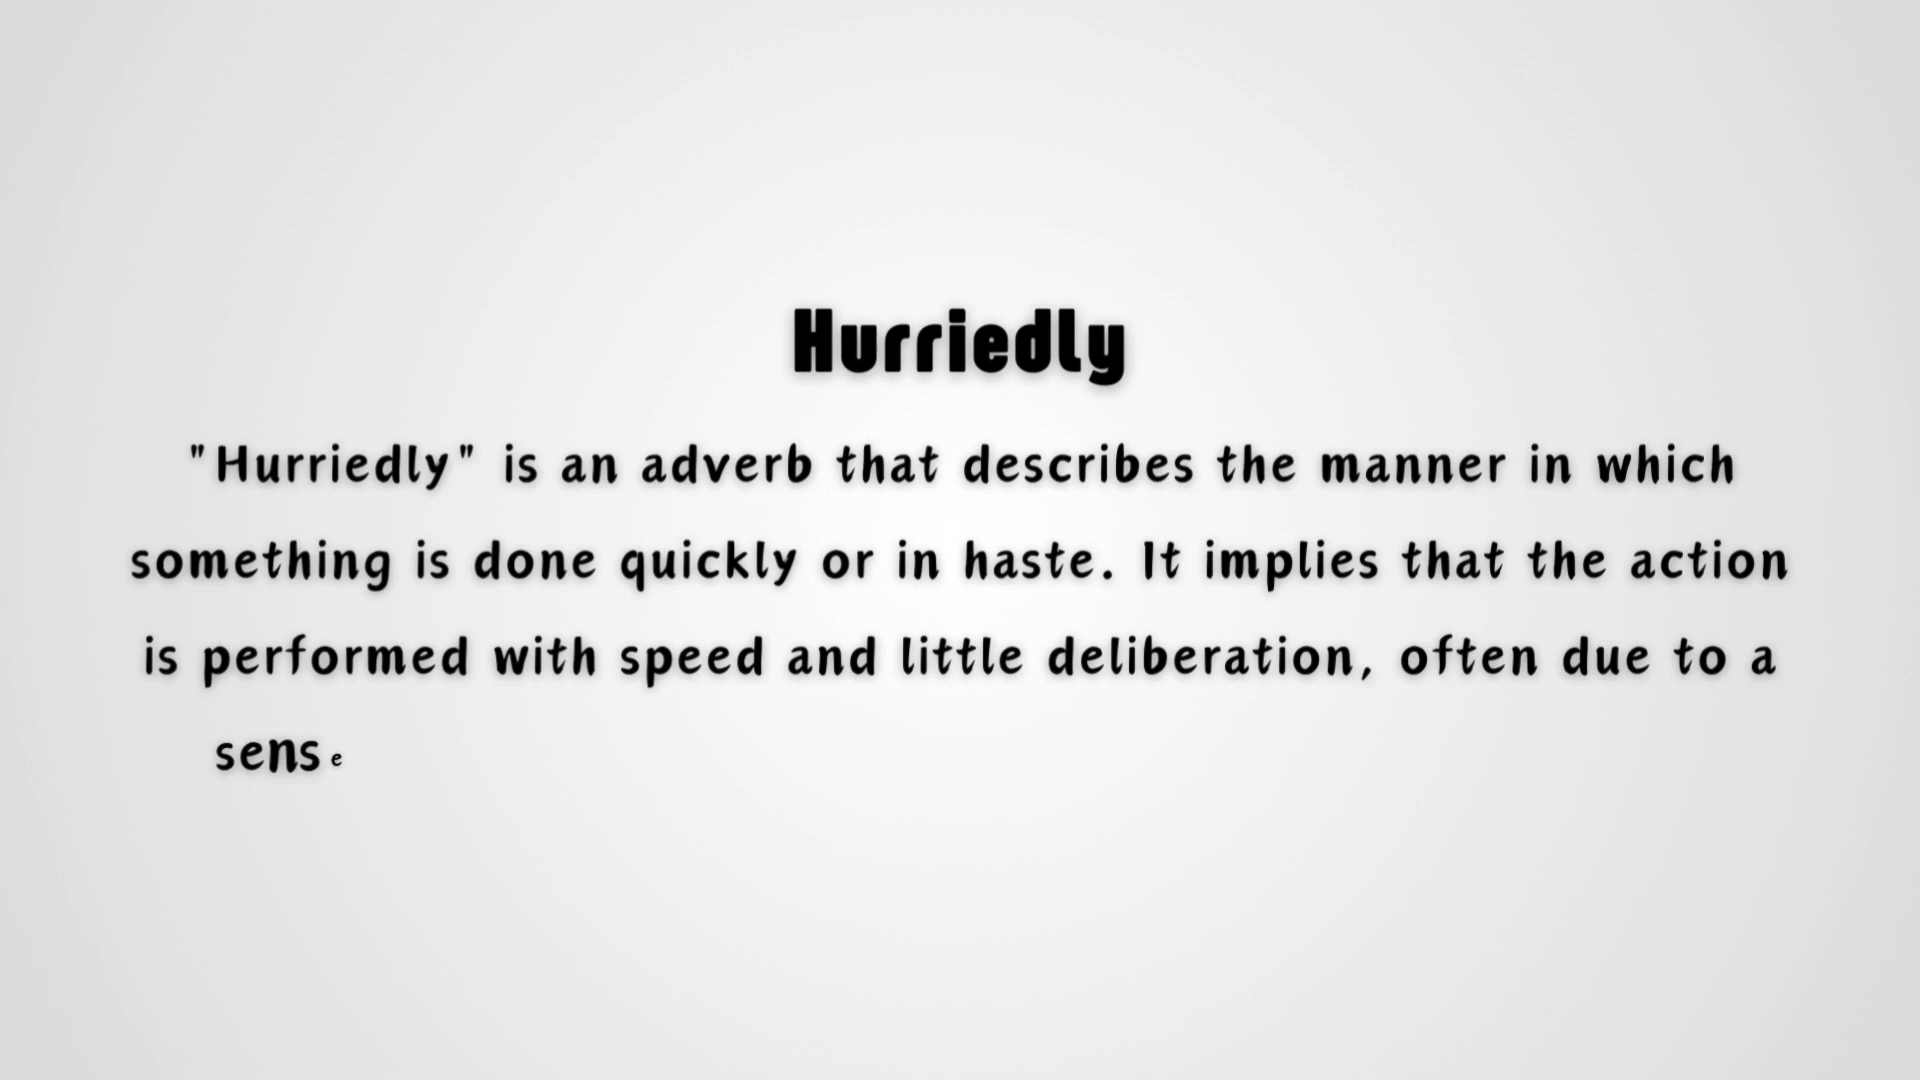 Hurriedly
"Hurriedly" is an adverb that describes the manner in which
something is done quickly or in haste. It implies that the action
is performed with speed and little deliberation, often due to a
sense